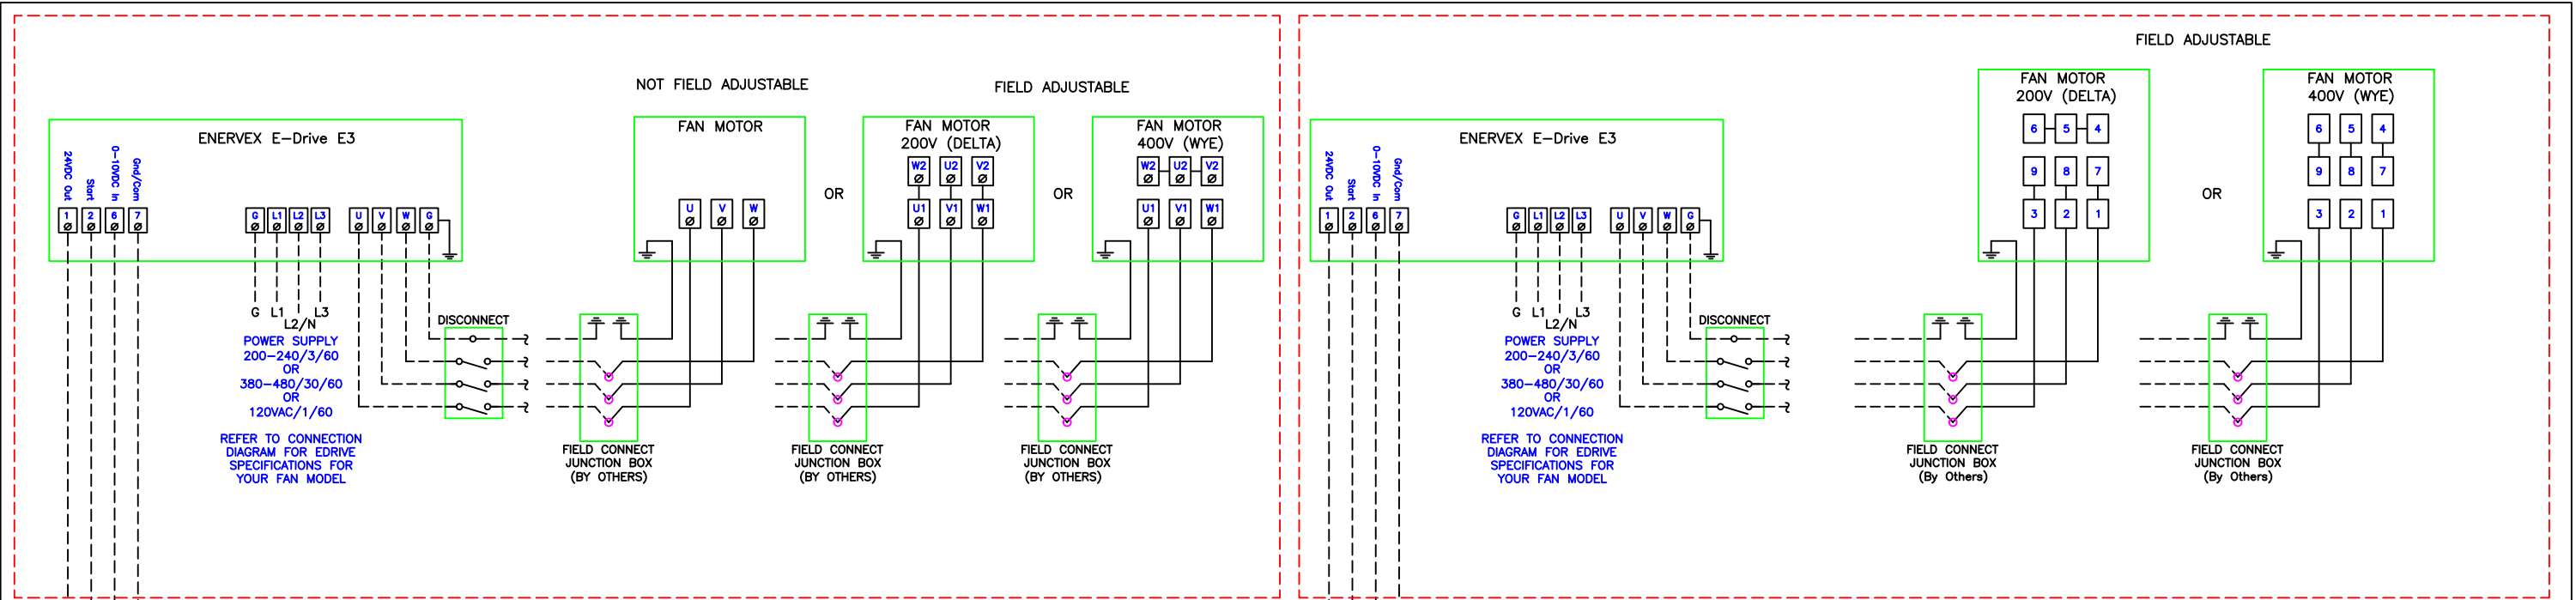 NOT FIELD ADJUSTABLE
FIELD ADJUSTABLE
ENERVEX E-Drive E3
24VDC Out
Start
0-10VDC In
Gnd/Com
1 2 6 7
G L1 L2 L3
U V W G
G L1 L3
L2/N
POWER SUPPLY
200-240/3/60
OR
380-480/30/60
OR
120VAC/1/60
REFER TO CONNECTION
DIAGRAM FOR EDRIVE
SPECIFICATIONS FOR
YOUR FAN MODEL
DISCONNECT
FAN MOTOR
U V W
FIELD CONNECT
JUNCTION BOX
(BY OTHERS)
OR
FAN MOTOR
200V (DELTA)
W2 U2 V2
U1 V1 W1
FIELD CONNECT
JUNCTION BOX
(BY OTHERS)
OR
FAN MOTOR
400V (WYE)
W2 U2 V2
U1 V1 W1
FIELD CONNECT
JUNCTION BOX
(BY OTHERS)
FIELD ADJUSTABLE
ENERVEX E-Drive E3
24VDC Out
Start
0-10VDC In
Gnd/Com
1 2 6 7
G L1 L2 L3
U V W G
G L1 L3
L2/N
POWER SUPPLY
200-240/3/60
OR
380-480/30/60
OR
120VAC/1/60
REFER TO CONNECTION
DIAGRAM FOR EDRIVE
SPECIFICATIONS FOR
YOUR FAN MODEL
DISCONNECT
FAN MOTOR
200V (DELTA)
6 5 4
9 8 7
3 2 1
FIELD CONNECT
JUNCTION BOX
(By Others)
OR
FAN MOTOR
400V (WYE)
6 5 4
9 8 7
3 2 1
FIELD CONNECT
JUNCTION BOX
(By Others)